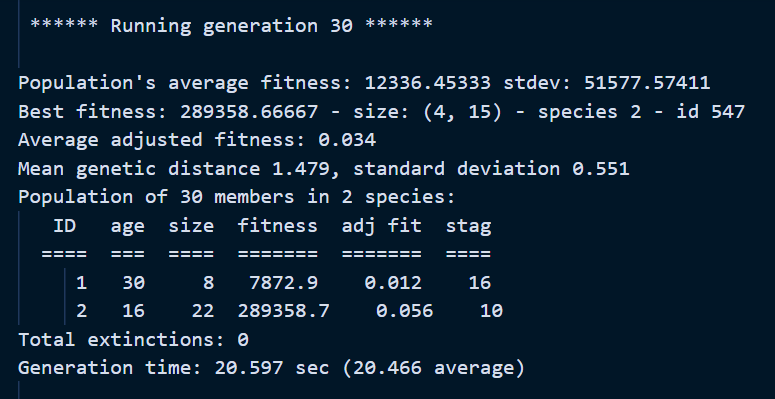 ****** Running generation 30 ******
Population's average fitness: 12336.45333 stdev: 51577.57411
Best fitness: 289358.66667 - size: (4, 15) - species 2 - id 547
Average adjusted fitness: 0.034
Mean genetic distance 1.479, standard deviation 0.551
Population of 30 members in 2 species:
ID age size fitness adj fit stag
==== === ==== ======= ======= ====
1 30 8 7872.9 0.012 16
2 16 22 289358.7 0.056 10
Total extinctions: 0
Generation time: 20.597 sec (20.466 average)